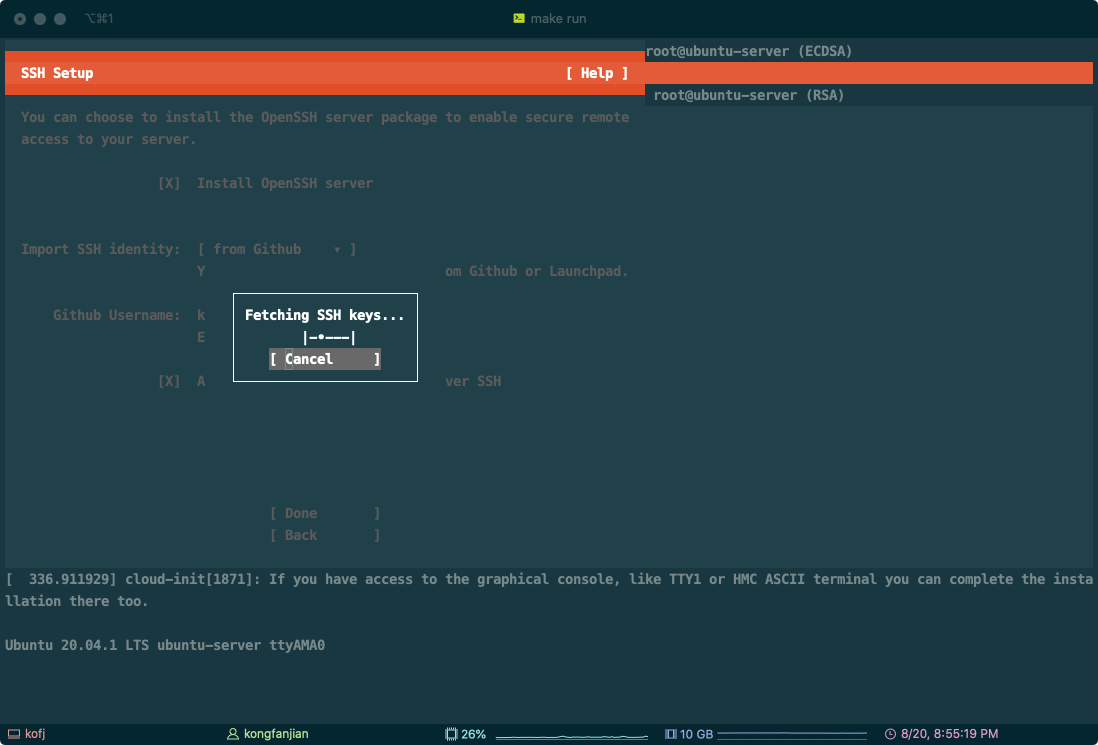 ⌥⌘1
make run
root@ubuntu-server (ECDSA)
SSH Setup [ Help ]
root@ubuntu-server (RSA)
You can choose to install the OpenSSH server package to enable secure remote
access to your server.
[X] Install OpenSSH server
Import SSH identity: [ from Github ▾ ]
Y om Github or Launchpad.
Github Username: k
E
Fetching SSH keys...
|-•---|
[ Cancel ]
[X] A ver SSH
[ Done ]
[ Back ]
[ 336.911929] cloud-init[1871]: If you have access to the graphical console, like TTY1 or HMC ASCII terminal you can complete the insta
llation there too.
Ubuntu 20.04.1 LTS ubuntu-server ttyAMA0
kofj kongfanjian 26% 10 GB 8/20, 8:55:19 PM